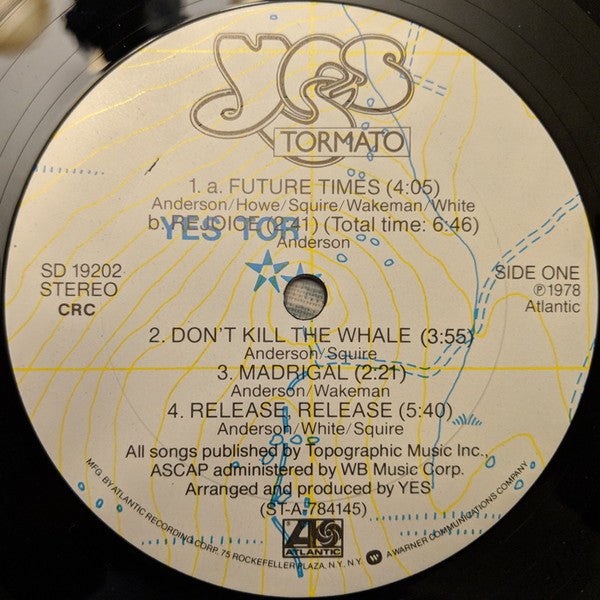 YES
TORMATO
1. a. FUTURE TIMES (4:05)
Anderson/Howe/Squire/Wakeman/White
b. REJOICE (2:41) (Total time: 6:46)
YES TOR
Anderson
SD 19202
STEREO
CRC
SIDE ONE
℗1978
Atlantic
2. DON'T KILL THE WHALE (3:55)
Anderson/Squire
3. MADRIGAL (2:21)
Anderson/Wakeman
4. RELEASE, RELEASE (5:40)
Anderson/White/Squire
All songs published by Topographic Music Inc.,
ASCAP administered by WB Music Corp.
Arranged and produced by YES
(ST-A-784145)
ATLANTIC
MFG. BY ATLANTIC RECORDING CORP. 75 ROCKEFELLER PLAZA, N.Y. N.Y. A WARNER COMMUNICATIONS COMPANY